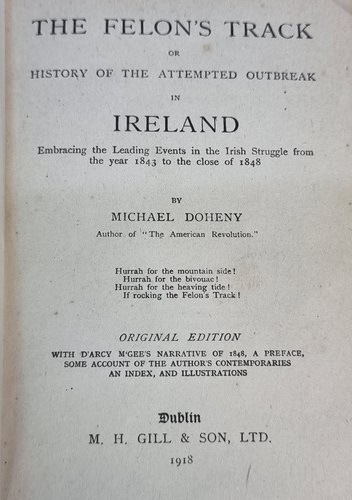 THE FELON'S TRACK
OR
HISTORY OF THE ATTEMPTED OUTBREAK
IN
IRELAND
Embracing the Leading Events in the Irish Struggle from
the year 1843 to the close of 1848
BY
MICHAEL DOHENY
Author of "The American Revolution."
Hurrah for the mountain side!
Hurrah for the bivouac!
Hurrah for the heaving tide!
If rocking the Felon's Track!
ORIGINAL EDITION
WITH D'ARCY M'GEE'S NARRATIVE OF 1848, A PREFACE,
SOME ACCOUNT OF THE AUTHOR'S CONTEMPORARIES
AN INDEX, AND ILLUSTRATIONS
Dublin
M. H. GILL & SON, LTD.
1918